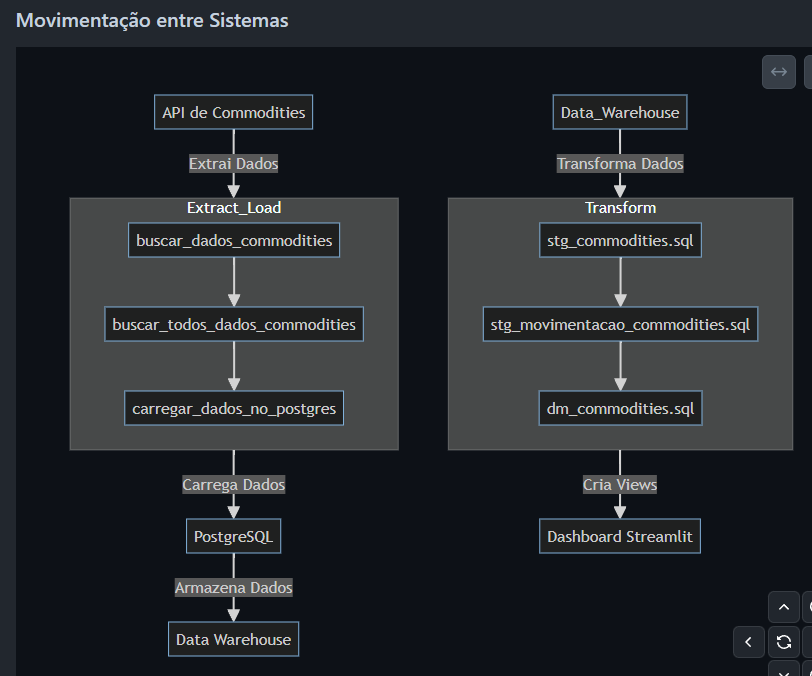 Movimentação entre Sistemas
API de Commodities
Extrai Dados
Extract_Load
buscar_dados_commodities
buscar_todos_dados_commodities
carregar_dados_no_postgres
Carrega Dados
PostgreSQL
Armazena Dados
Data Warehouse
Data_Warehouse
Transforma Dados
Transform
stg_commodities.sql
stg_movimentacao_commodities.sql
dm_commodities.sql
Cria Views
Dashboard Streamlit